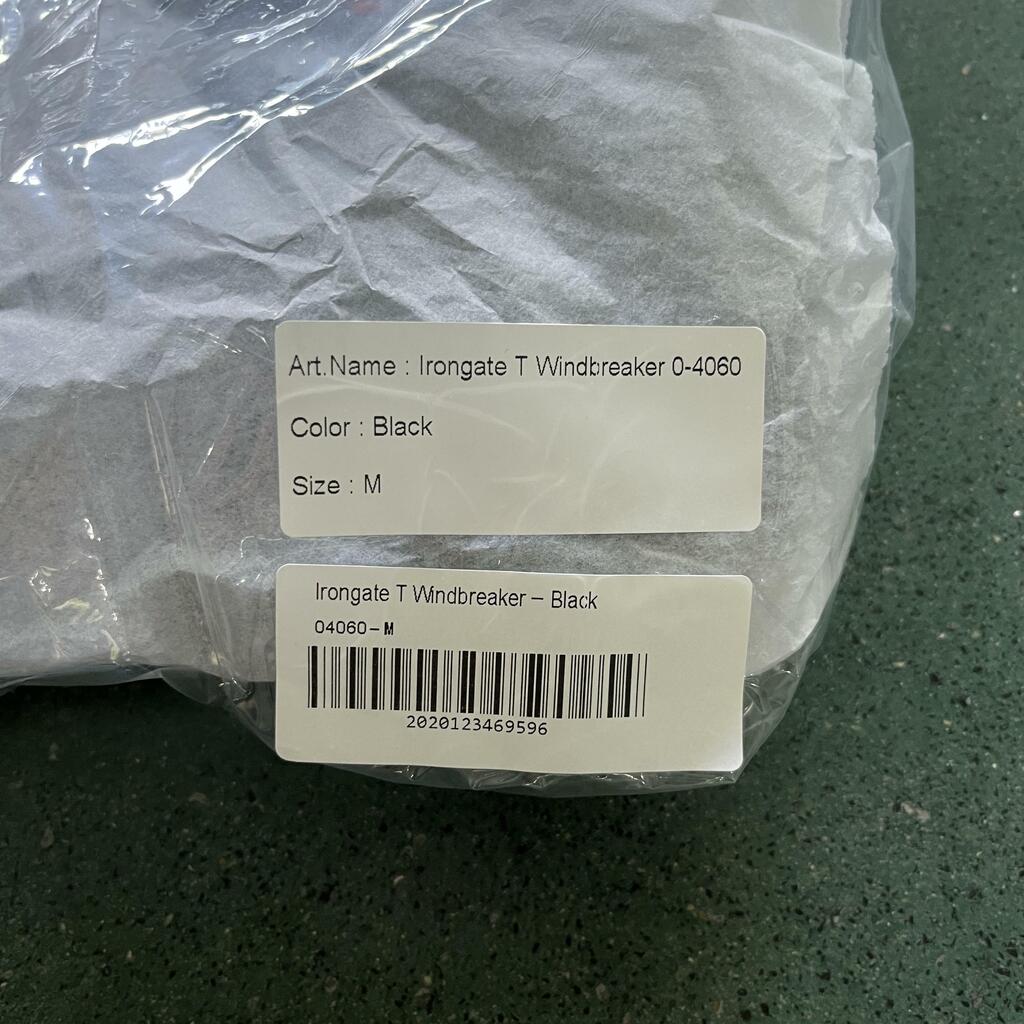 Art.Name : Irongate T Windbreaker 0-4060
Color : Black
Size : M
Irongate T Windbreaker – Black
04060-M
2020123469596